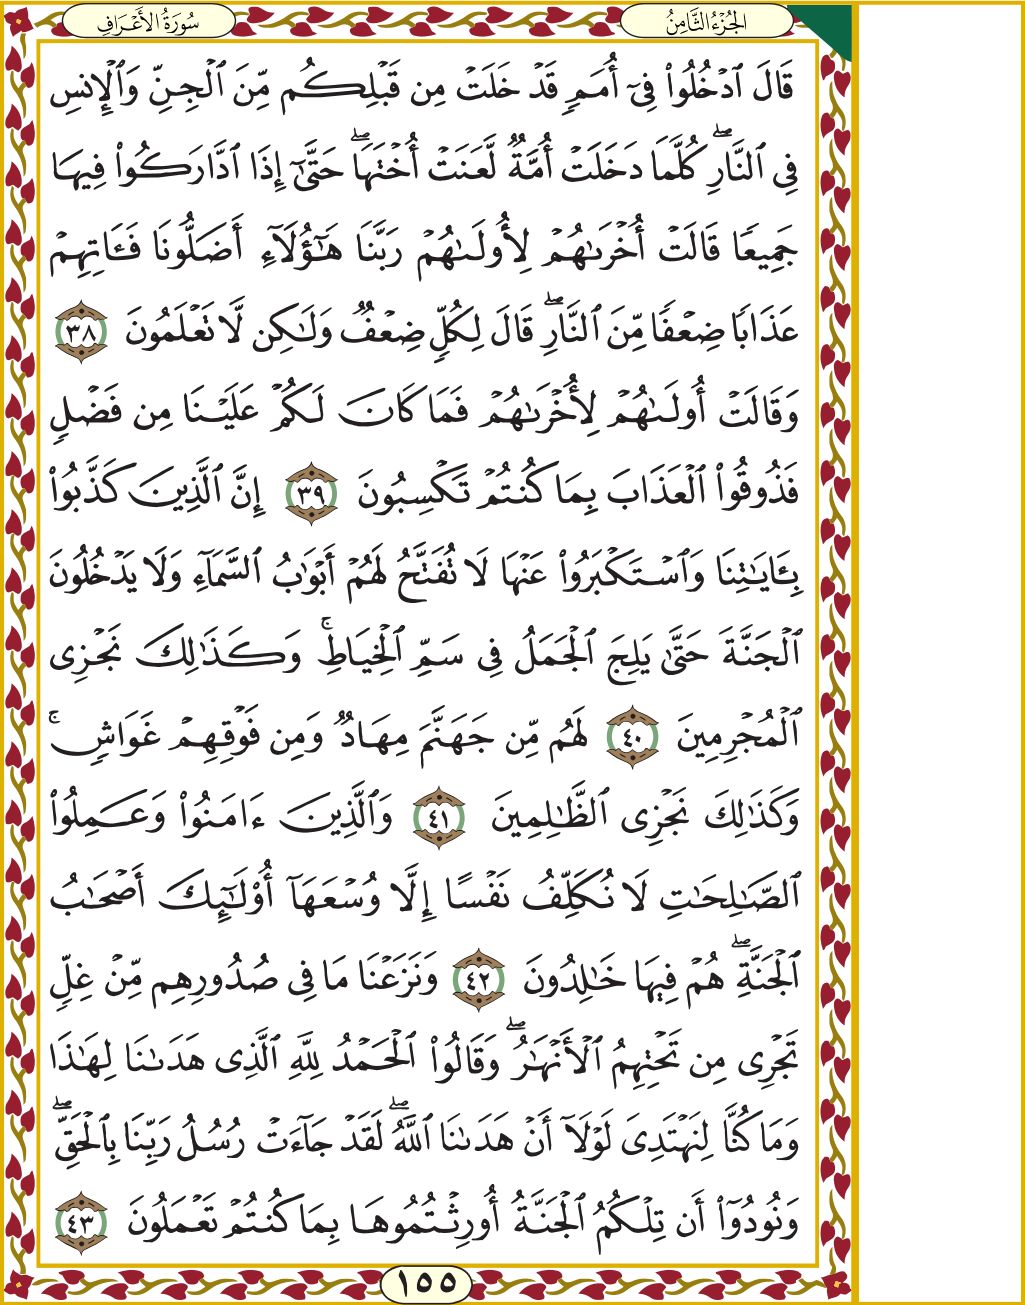 الجُزْءُ الثَّامِنُ
سُورَةُ الأَعْرَافِ
قَالَ ٱدْخُلُوا۟ فِىٓ أُمَمٍ قَدْ خَلَتْ مِن قَبْلِكُم مِّنَ ٱلْجِنِّ وَٱلْإِنسِ
فِى ٱلنَّارِ ۖ كُلَّمَا دَخَلَتْ أُمَّةٌ لَّعَنَتْ أُخْتَهَا ۖ حَتَّىٰٓ إِذَا ٱدَّارَكُوا۟ فِيهَا
جَمِيعًا قَالَتْ أُخْرَىٰهُمْ لِأُولَىٰهُمْ رَبَّنَا هَـٰٓؤُلَآءِ أَضَلُّونَا فَـَٔاتِهِمْ
عَذَابًا ضِعْفًا مِّنَ ٱلنَّارِ ۖ قَالَ لِكُلٍّ ضِعْفٌ وَلَـٰكِن لَّا تَعْلَمُونَ ٣٨
وَقَالَتْ أُولَىٰهُمْ لِأُخْرَىٰهُمْ فَمَا كَانَ لَكُمْ عَلَيْنَا مِن فَضْلٍ
فَذُوقُوا۟ ٱلْعَذَابَ بِمَا كُنتُمْ تَكْسِبُونَ ٣٩ إِنَّ ٱلَّذِينَ كَذَّبُوا۟
بِـَٔايَـٰتِنَا وَٱسْتَكْبَرُوا۟ عَنْهَا لَا تُفَتَّحُ لَهُمْ أَبْوَٰبُ ٱلسَّمَآءِ وَلَا يَدْخُلُونَ
ٱلْجَنَّةَ حَتَّىٰ يَلِجَ ٱلْجَمَلُ فِى سَمِّ ٱلْخِيَاطِ ۚ وَكَذَٰلِكَ نَجْزِى
ٱلْمُجْرِمِينَ ٤٠ لَهُم مِّن جَهَنَّمَ مِهَادٌ وَمِن فَوْقِهِمْ غَوَاشٍ ۚ
وَكَذَٰلِكَ نَجْزِى ٱلظَّـٰلِمِينَ ٤١ وَٱلَّذِينَ ءَامَنُوا۟ وَعَمِلُوا۟
ٱلصَّـٰلِحَـٰتِ لَا نُكَلِّفُ نَفْسًا إِلَّا وُسْعَهَآ أُو۟لَـٰٓئِكَ أَصْحَـٰبُ
ٱلْجَنَّةِ ۖ هُمْ فِيهَا خَـٰلِدُونَ ٤٢ وَنَزَعْنَا مَا فِى صُدُورِهِم مِّنْ غِلٍّ
تَجْرِى مِن تَحْتِهِمُ ٱلْأَنْهَـٰرُ ۖ وَقَالُوا۟ ٱلْحَمْدُ لِلَّهِ ٱلَّذِى هَدَىٰنَا لِهَـٰذَا
وَمَا كُنَّا لِنَهْتَدِىَ لَوْلَآ أَنْ هَدَىٰنَا ٱللَّهُ ۖ لَقَدْ جَآءَتْ رُسُلُ رَبِّنَا بِٱلْحَقِّ ۖ
وَنُودُوٓا۟ أَن تِلْكُمُ ٱلْجَنَّةُ أُورِثْتُمُوهَا بِمَا كُنتُمْ تَعْمَلُونَ ٤٣
١٥٥